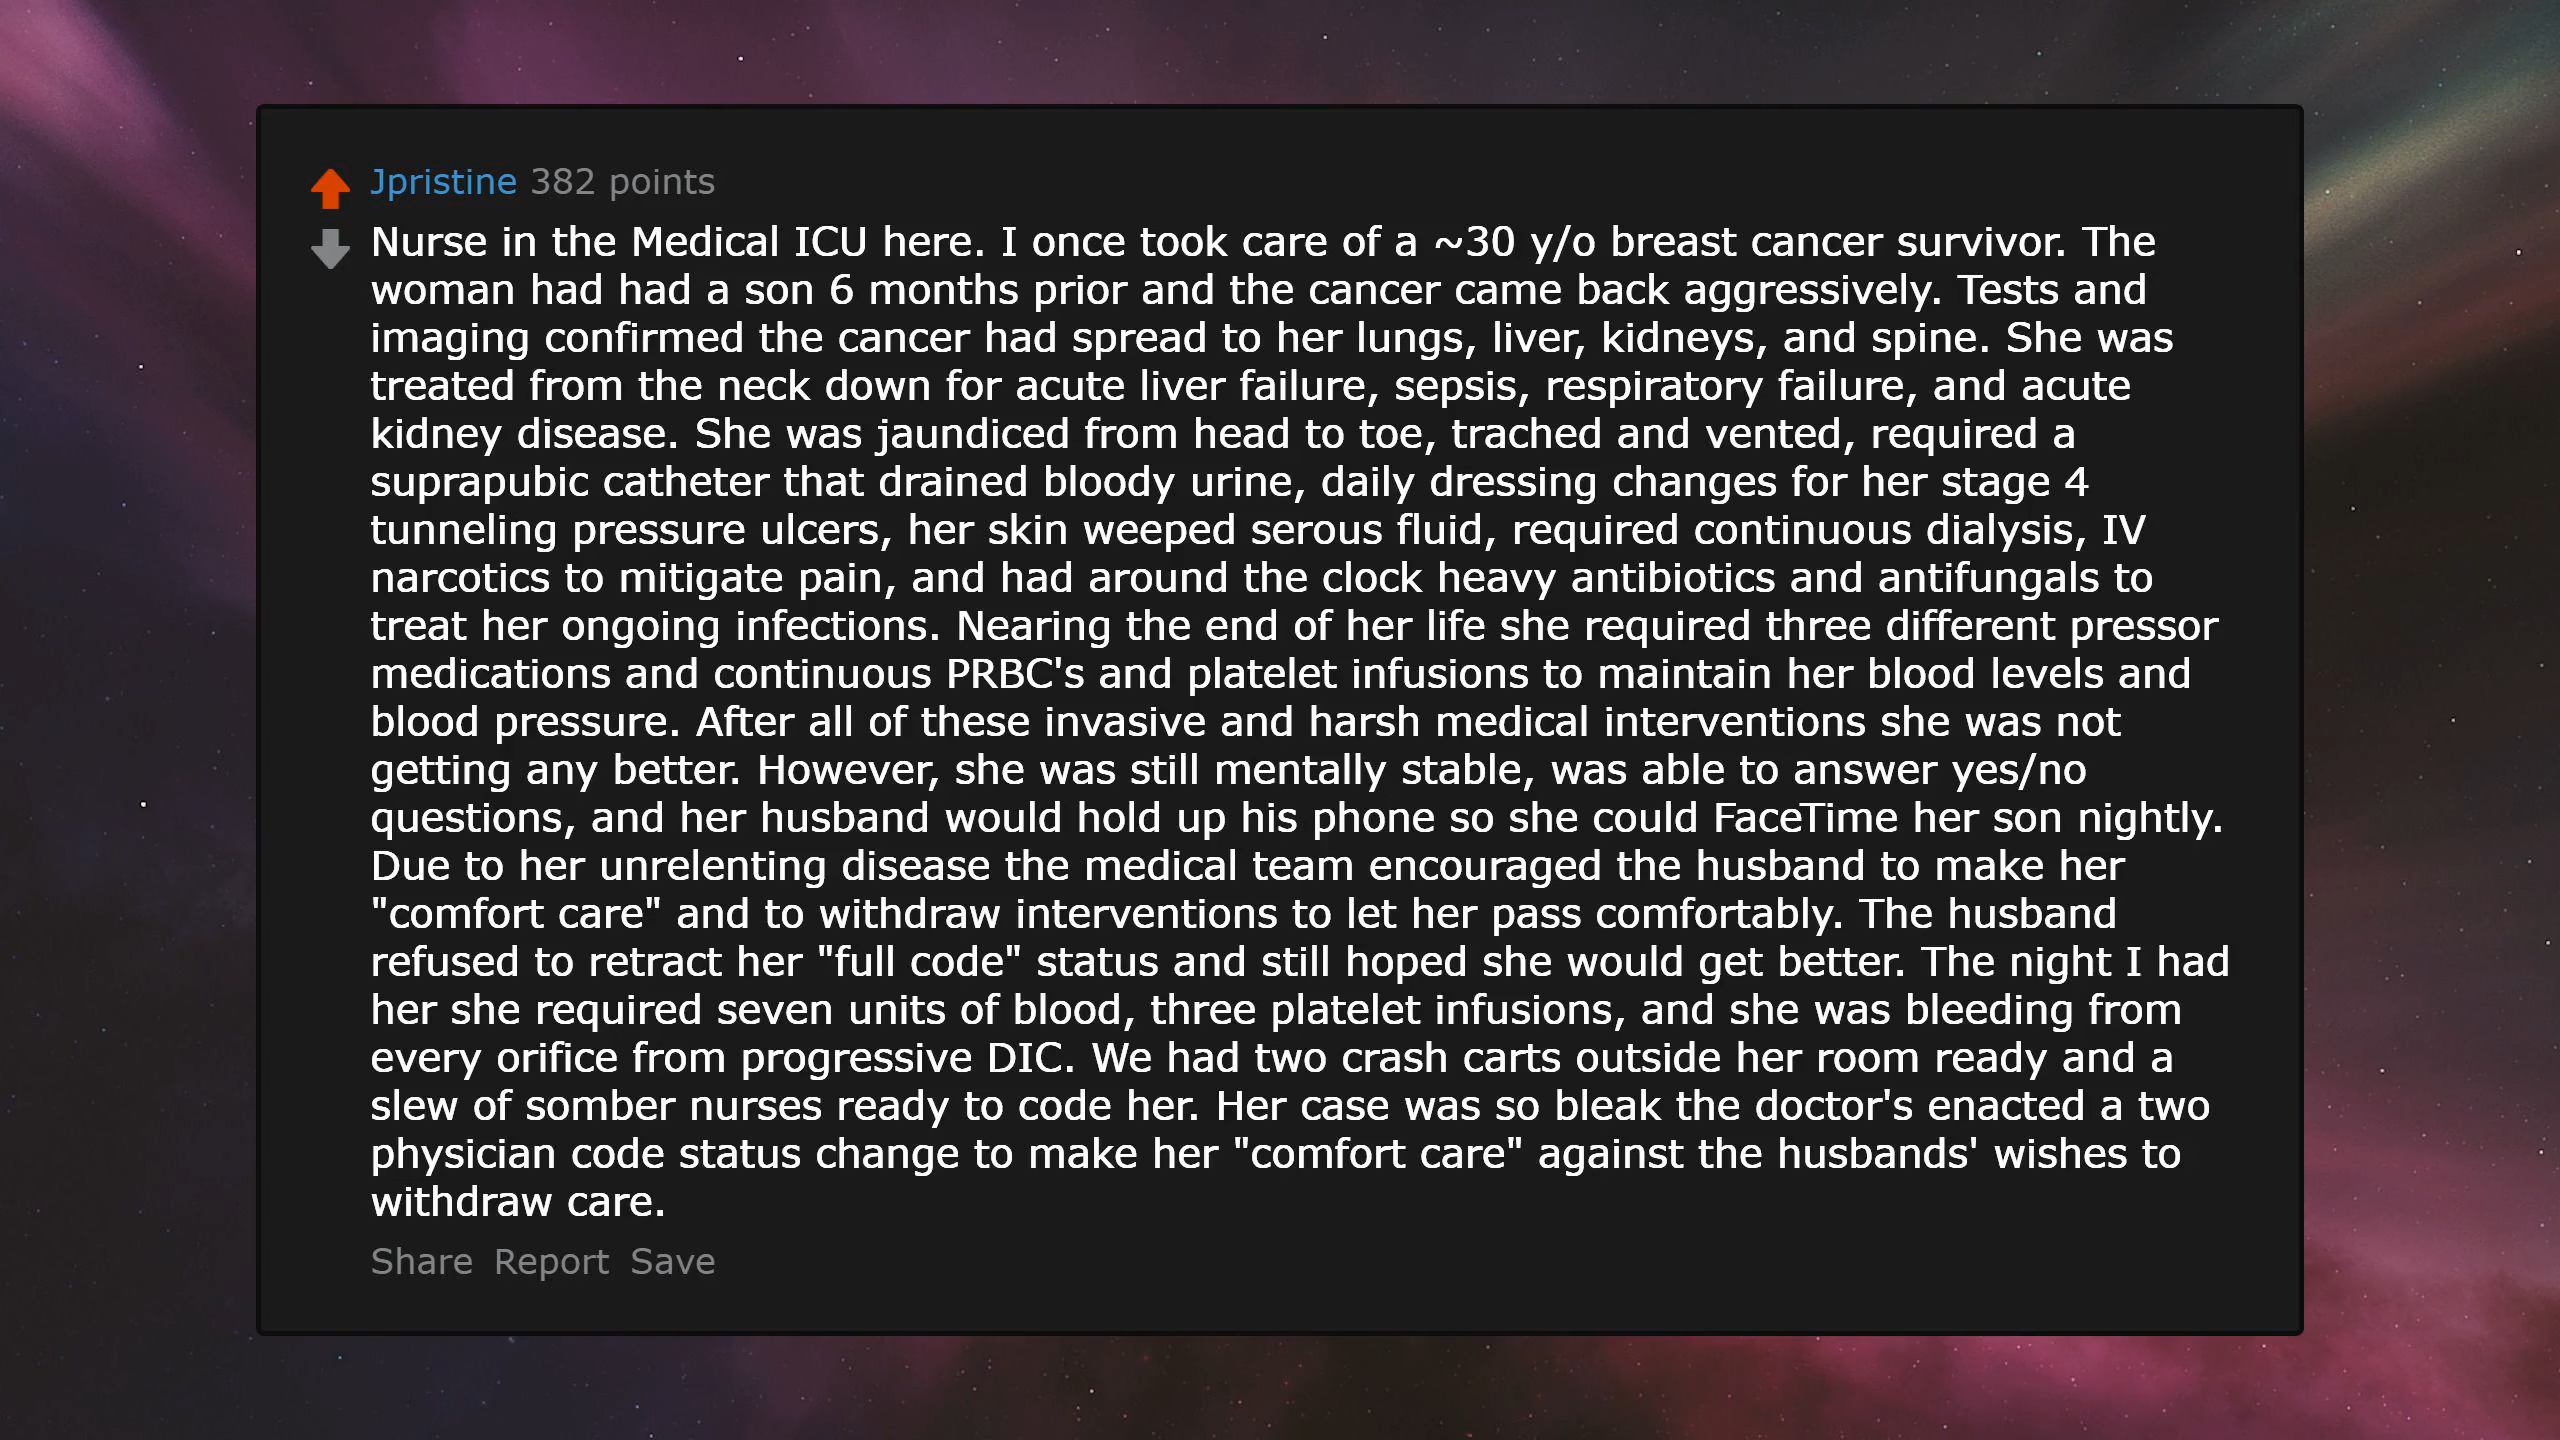 Jpristine 382 points
Nurse in the Medical ICU here. I once took care of a ~30 y/o breast cancer survivor. The
woman had had a son 6 months prior and the cancer came back aggressively. Tests and
imaging confirmed the cancer had spread to her lungs, liver, kidneys, and spine. She was
treated from the neck down for acute liver failure, sepsis, respiratory failure, and acute
kidney disease. She was jaundiced from head to toe, trached and vented, required a
suprapubic catheter that drained bloody urine, daily dressing changes for her stage 4
tunneling pressure ulcers, her skin weeped serous fluid, required continuous dialysis, IV
narcotics to mitigate pain, and had around the clock heavy antibiotics and antifungals to
treat her ongoing infections. Nearing the end of her life she required three different pressor
medications and continuous PRBC's and platelet infusions to maintain her blood levels and
blood pressure. After all of these invasive and harsh medical interventions she was not
getting any better. However, she was still mentally stable, was able to answer yes/no
questions, and her husband would hold up his phone so she could FaceTime her son nightly.
Due to her unrelenting disease the medical team encouraged the husband to make her
"comfort care" and to withdraw interventions to let her pass comfortably. The husband
refused to retract her "full code" status and still hoped she would get better. The night I had
her she required seven units of blood, three platelet infusions, and she was bleeding from
every orifice from progressive DIC. We had two crash carts outside her room ready and a
slew of somber nurses ready to code her. Her case was so bleak the doctor's enacted a two
physician code status change to make her "comfort care" against the husbands' wishes to
withdraw care.
Share Report Save